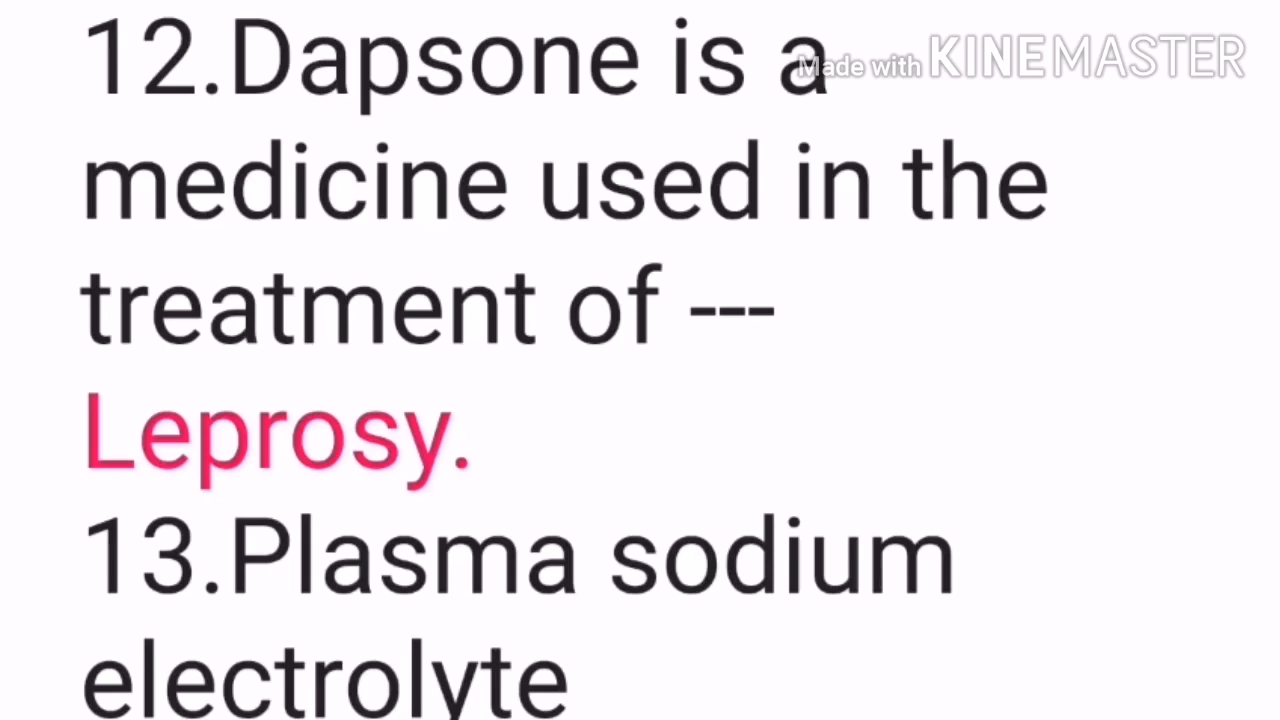 12.Dapsone is a
Made with KINEMASTER
medicine used in the
treatment of ---
Leprosy.
13.Plasma sodium
electrolyte